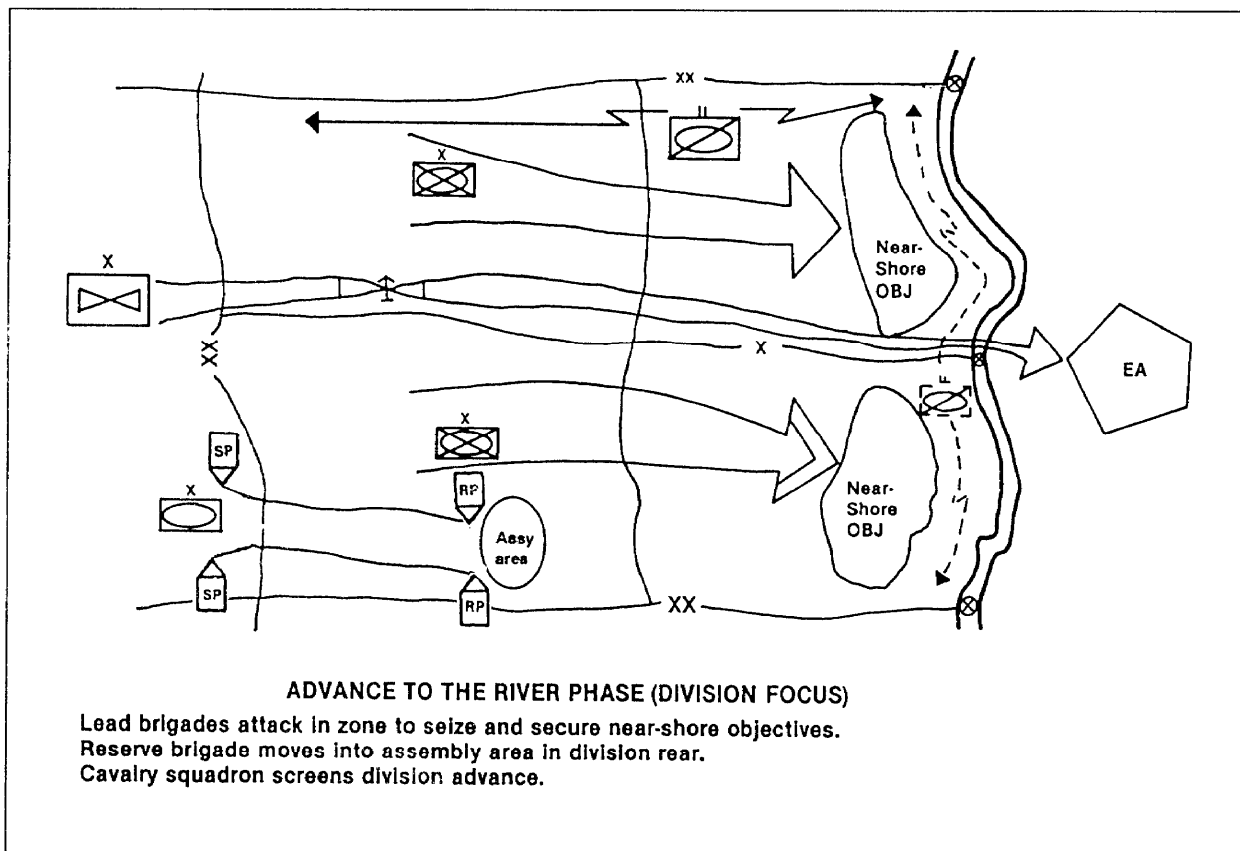 XX
II
X
X
Near-
Shore
OBJ
XX
X
EA
F
X
SP
RP
X
Near-
Shore
OBJ
Assy
area
SP
RP
XX
ADVANCE TO THE RIVER PHASE (DIVISION FOCUS)
Lead brigades attack in zone to seize and secure near-shore objectives.
Reserve brigade moves into assembly area in division rear.
Cavalry squadron screens division advance.